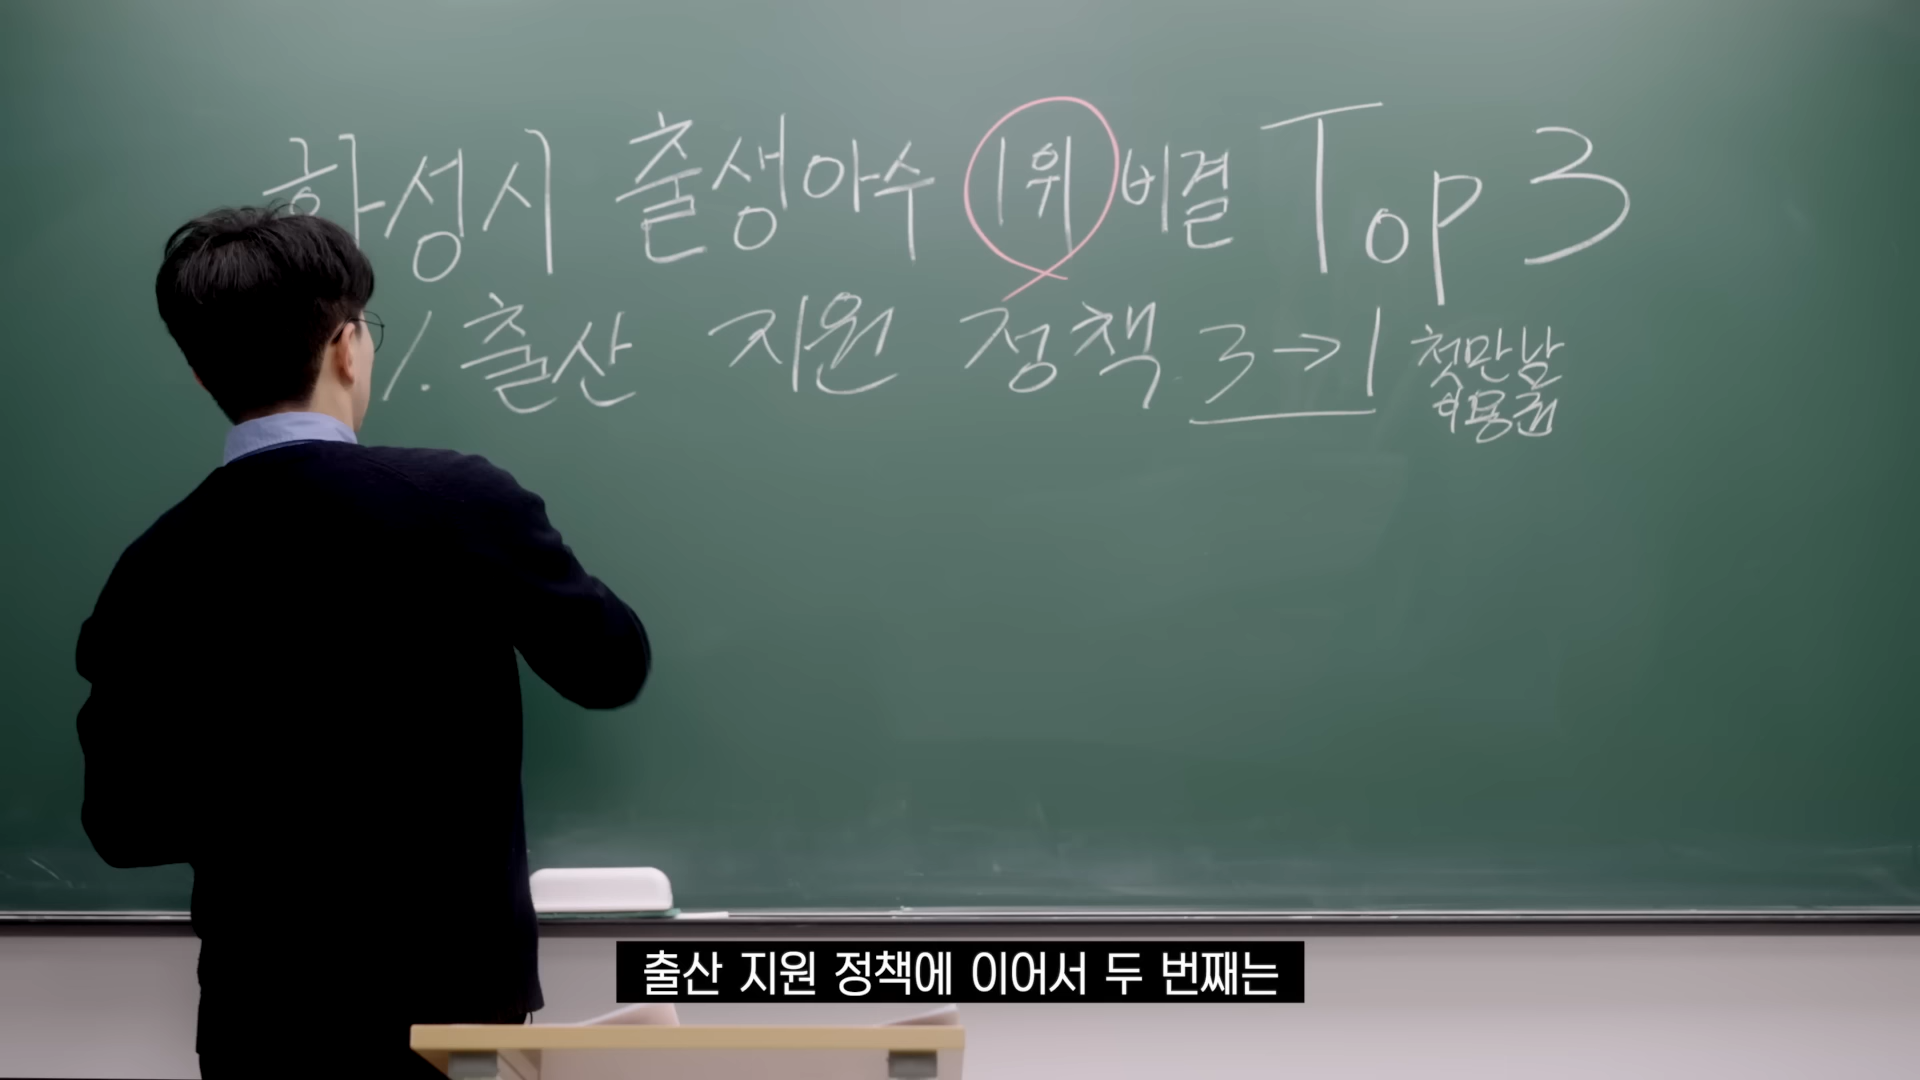 화성시 출생아수 1위 비결 Top 3
1. 출산 지원 정책 3→1 첫만남
이용권
출산 지원 정책에 이어서 두 번째는